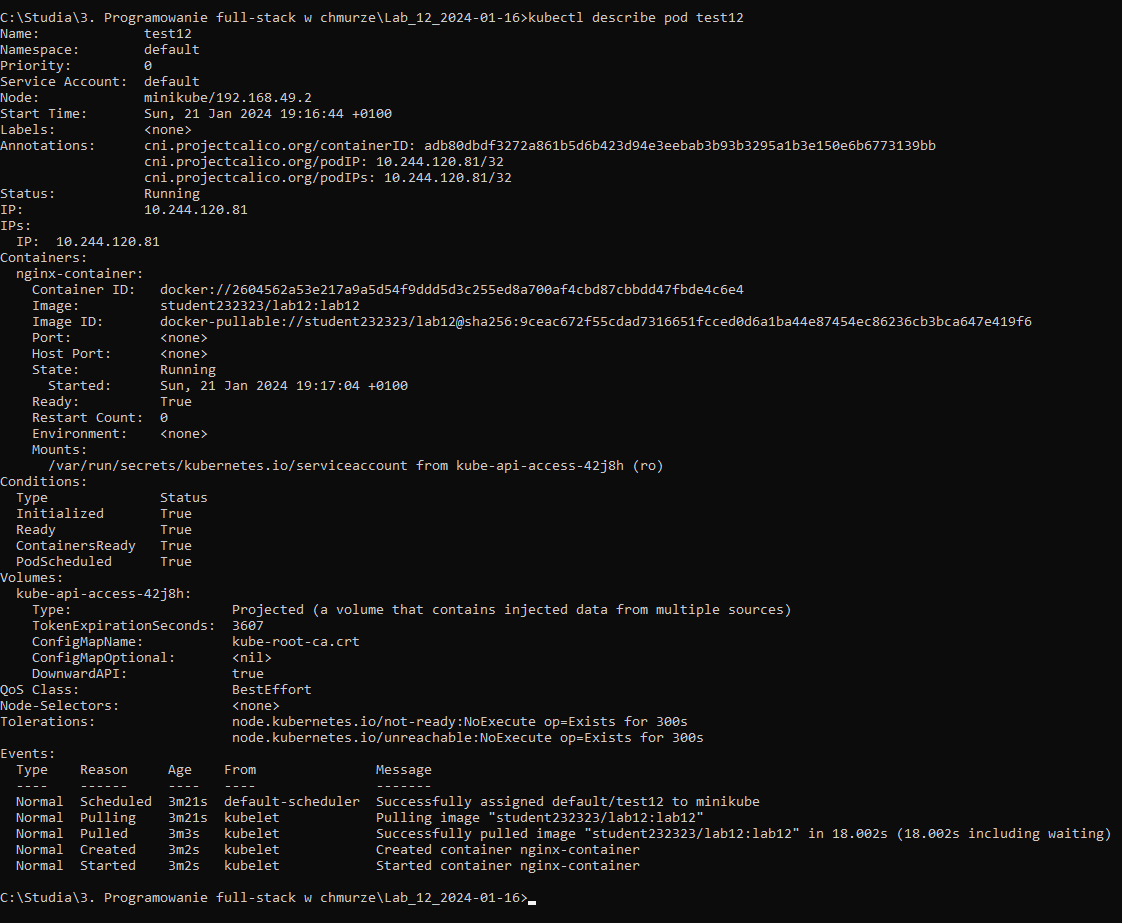 C:\Studia\3. Programowanie full-stack w chmurze\Lab_12_2024-01-16>kubectl describe pod test12
Name:             test12
Namespace:        default
Priority:         0
Service Account:  default
Node:             minikube/192.168.49.2
Start Time:       Sun, 21 Jan 2024 19:16:44 +0100
Labels:           <none>
Annotations:      cni.projectcalico.org/containerID: adb80dbdf3272a861b5d6b423d94e3eebab3b93b3295a1b3e150e6b6773139bb
                  cni.projectcalico.org/podIP: 10.244.120.81/32
                  cni.projectcalico.org/podIPs: 10.244.120.81/32
Status:           Running
IP:               10.244.120.81
IPs:
  IP:  10.244.120.81
Containers:
  nginx-container:
    Container ID:   docker://2604562a53e217a9a5d54f9ddd5d3c255ed8a700af4cbd87cbbdd47fbde4c6e4
    Image:          student232323/lab12:lab12
    Image ID:       docker-pullable://student232323/lab12@sha256:9ceac672f55cdad7316651fcced0d6a1ba44e87454ec86236cb3bca647e419f6
    Port:           <none>
    Host Port:      <none>
    State:          Running
      Started:      Sun, 21 Jan 2024 19:17:04 +0100
    Ready:          True
    Restart Count:  0
    Environment:    <none>
    Mounts:
      /var/run/secrets/kubernetes.io/serviceaccount from kube-api-access-42j8h (ro)
Conditions:
  Type              Status
  Initialized       True
  Ready             True
  ContainersReady   True
  PodScheduled      True
Volumes:
  kube-api-access-42j8h:
    Type:                    Projected (a volume that contains injected data from multiple sources)
    TokenExpirationSeconds:  3607
    ConfigMapName:           kube-root-ca.crt
    ConfigMapOptional:       <nil>
    DownwardAPI:             true
QoS Class:                   BestEffort
Node-Selectors:              <none>
Tolerations:                 node.kubernetes.io/not-ready:NoExecute op=Exists for 300s
                             node.kubernetes.io/unreachable:NoExecute op=Exists for 300s
Events:
  Type    Reason     Age    From               Message
  ----    ------     ----   ----               -------
  Normal  Scheduled  3m21s  default-scheduler  Successfully assigned default/test12 to minikube
  Normal  Pulling    3m21s  kubelet            Pulling image "student232323/lab12:lab12"
  Normal  Pulled     3m3s   kubelet            Successfully pulled image "student232323/lab12:lab12" in 18.002s (18.002s including waiting)
  Normal  Created    3m2s   kubelet            Created container nginx-container
  Normal  Started    3m2s   kubelet            Started container nginx-container
C:\Studia\3. Programowanie full-stack w chmurze\Lab_12_2024-01-16>